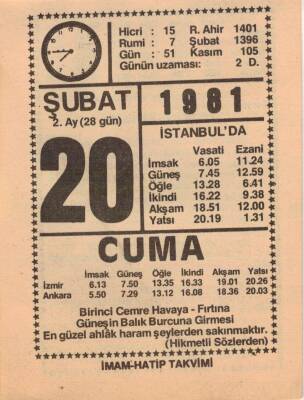 Hicri : 15 R. Ahir 1401
Rumi : 7 Şubat 1396
Gün : 51 Kasım 105
Günün uzaması: 2 D.
ŞUBAT
2. Ay (28 gün)
20
1981
İSTANBUL'DA
Vasati Ezani
İmsak 6.05 11.24
Güneş 7.45 12.59
Öğle 13.28 6.41
İkindi 16.22 9.38
Akşam 18.51 12.00
Yatsı 20.19 1.31
CUMA
İmsak Güneş Öğle İkindi Akşam Yatsı
İzmir 6.13 7.50 13.35 16.33 19.01 20.26
Ankara 5.50 7.29 13.12 16.08 18.36 20.03
Birinci Cemre Havaya - Fırtına
Güneşin Balık Burcuna Girmesi
En güzel ahlâk haram şeylerden sakınmaktır.
(Hikmetli Sözlerden)
İMAM-HATİP TAKVİMİ